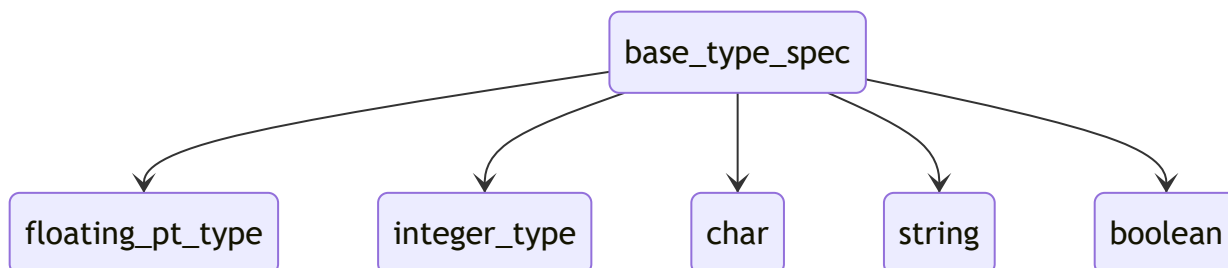 base_type_spec
floating_pt_type
integer_type
char
string
boolean